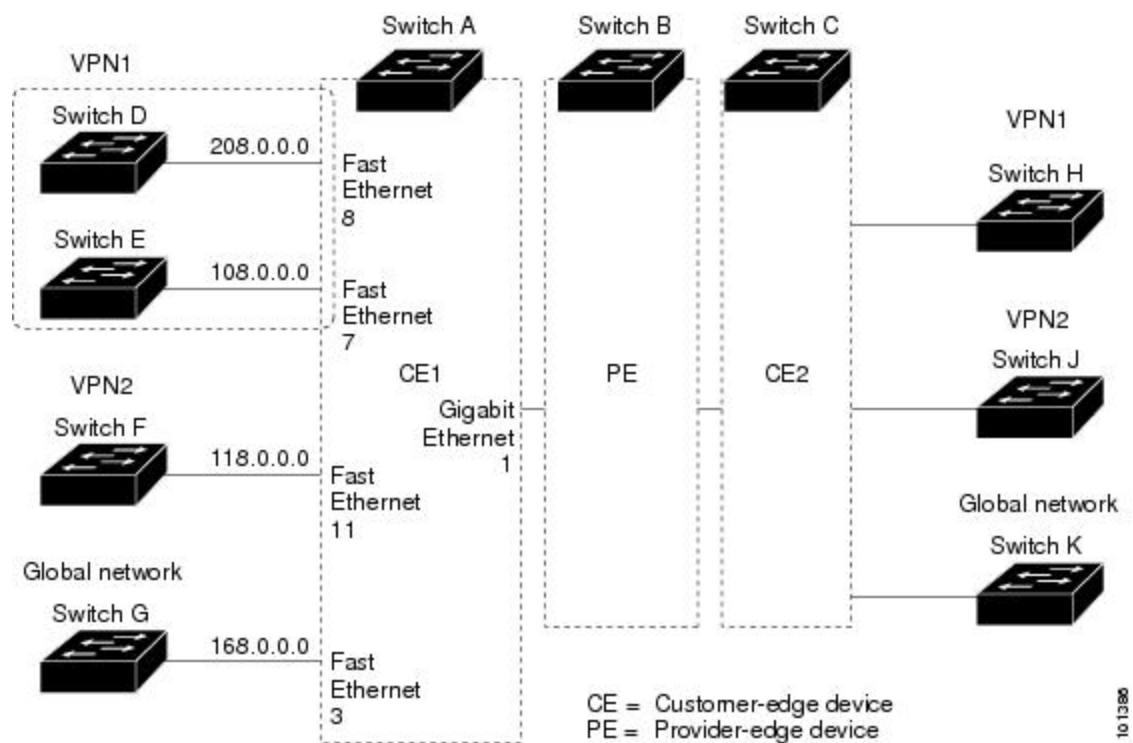 Switch A
Switch B
Switch C
VPN1
Switch D
208.0.0.0
Fast
Ethernet
8
Switch E
108.0.0.0
Fast
Ethernet
7
VPN2
Switch F
118.0.0.0
Fast
Ethernet
11
Global network
Switch G
168.0.0.0
Fast
Ethernet
3
CE1
Gigabit
Ethernet
1
PE
CE2
VPN1
Switch H
VPN2
Switch J
Global network
Switch K
CE = Customer-edge device
PE = Provider-edge device
101386